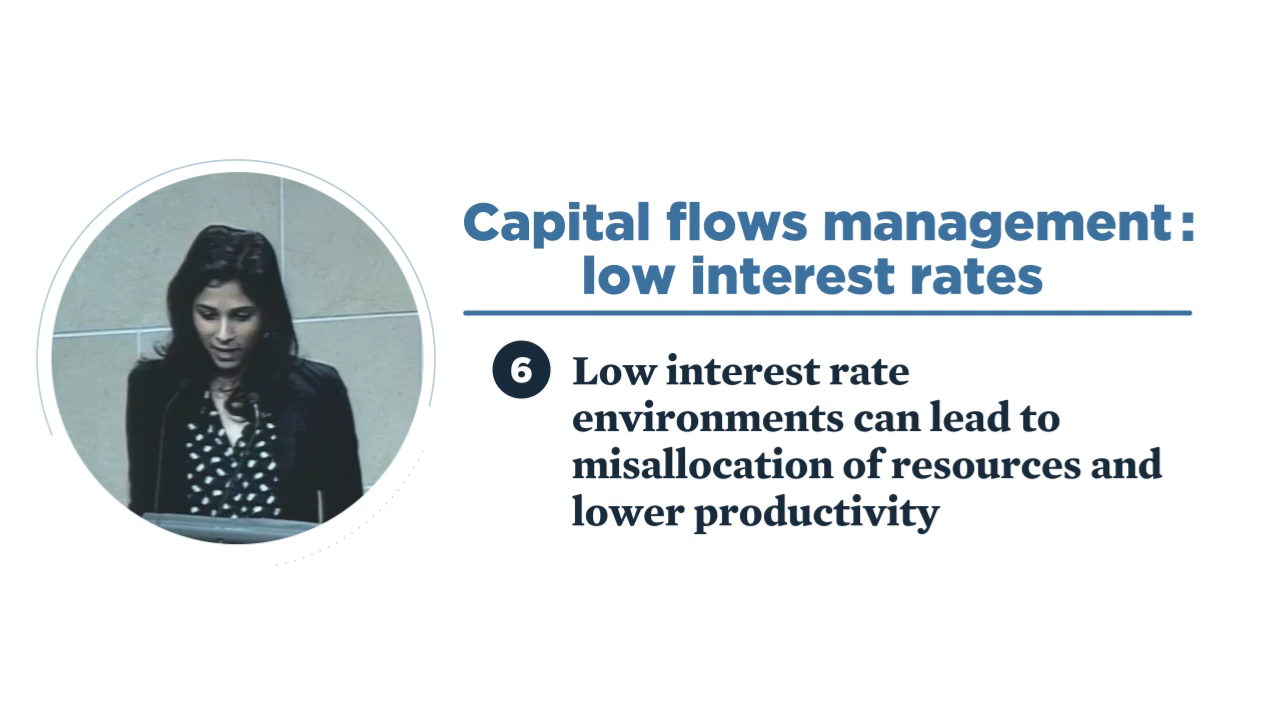 Capital flows management:
low interest rates
6 Low interest rate
environments can lead to
misallocation of resources and
lower productivity